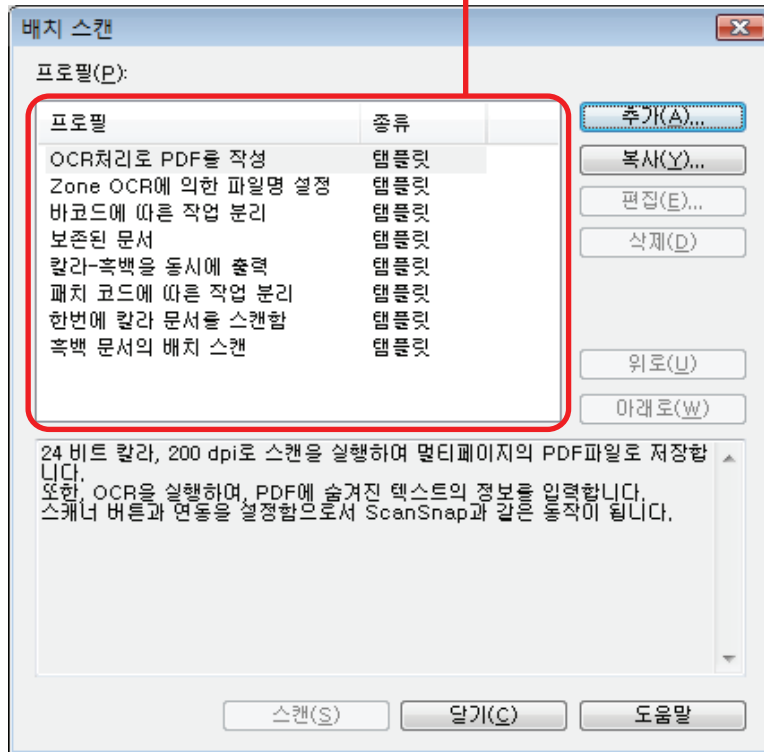 배치 스캔
프로필(P):
프로필 종류
추가(A)...
OCR처리로 PDF를 작성 탬플릿
복사(Y)...
Zone OCR에 의한 파일명 설정 탬플릿
편집(E)...
바코드에 따른 작업 분리 탬플릿
보존된 문서 탬플릿
삭제(D)
칼라-흑백을 동시에 출력 탬플릿
패치 코드에 따른 작업 분리 탬플릿
한번에 칼라 문서를 스캔함 탬플릿
흑백 문서의 배치 스캔 탬플릿
위로(U)
아래로(W)
24 비트 칼라, 200 dpi로 스캔을 실행하여 멀티페이지의 PDF파일로 저장합
니다.
또한, OCR을 실행하여, PDF에 숨겨진 텍스트의 정보를 입력합니다.
스캐너 버튼과 연동을 설정함으로서 ScanSnap과 같은 동작이 됩니다.
스캔(S) 닫기(C) 도움말